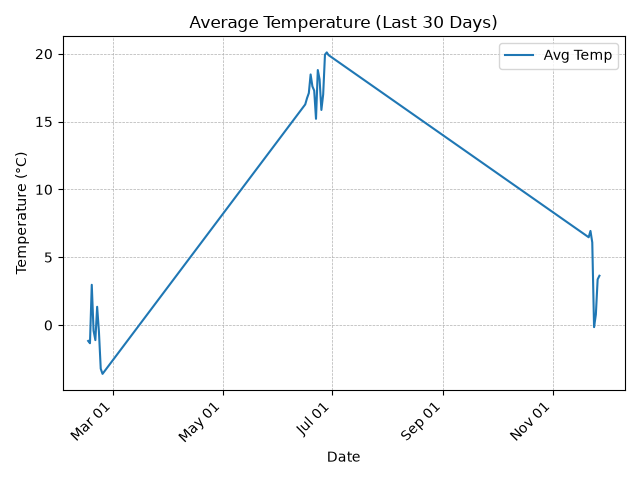 Average Temperature (Last 30 Days)
Avg Temp
Temperature (°C)
20
15
10
5
0
Mar 01
May 01
Jul 01
Sep 01
Nov 01
Date